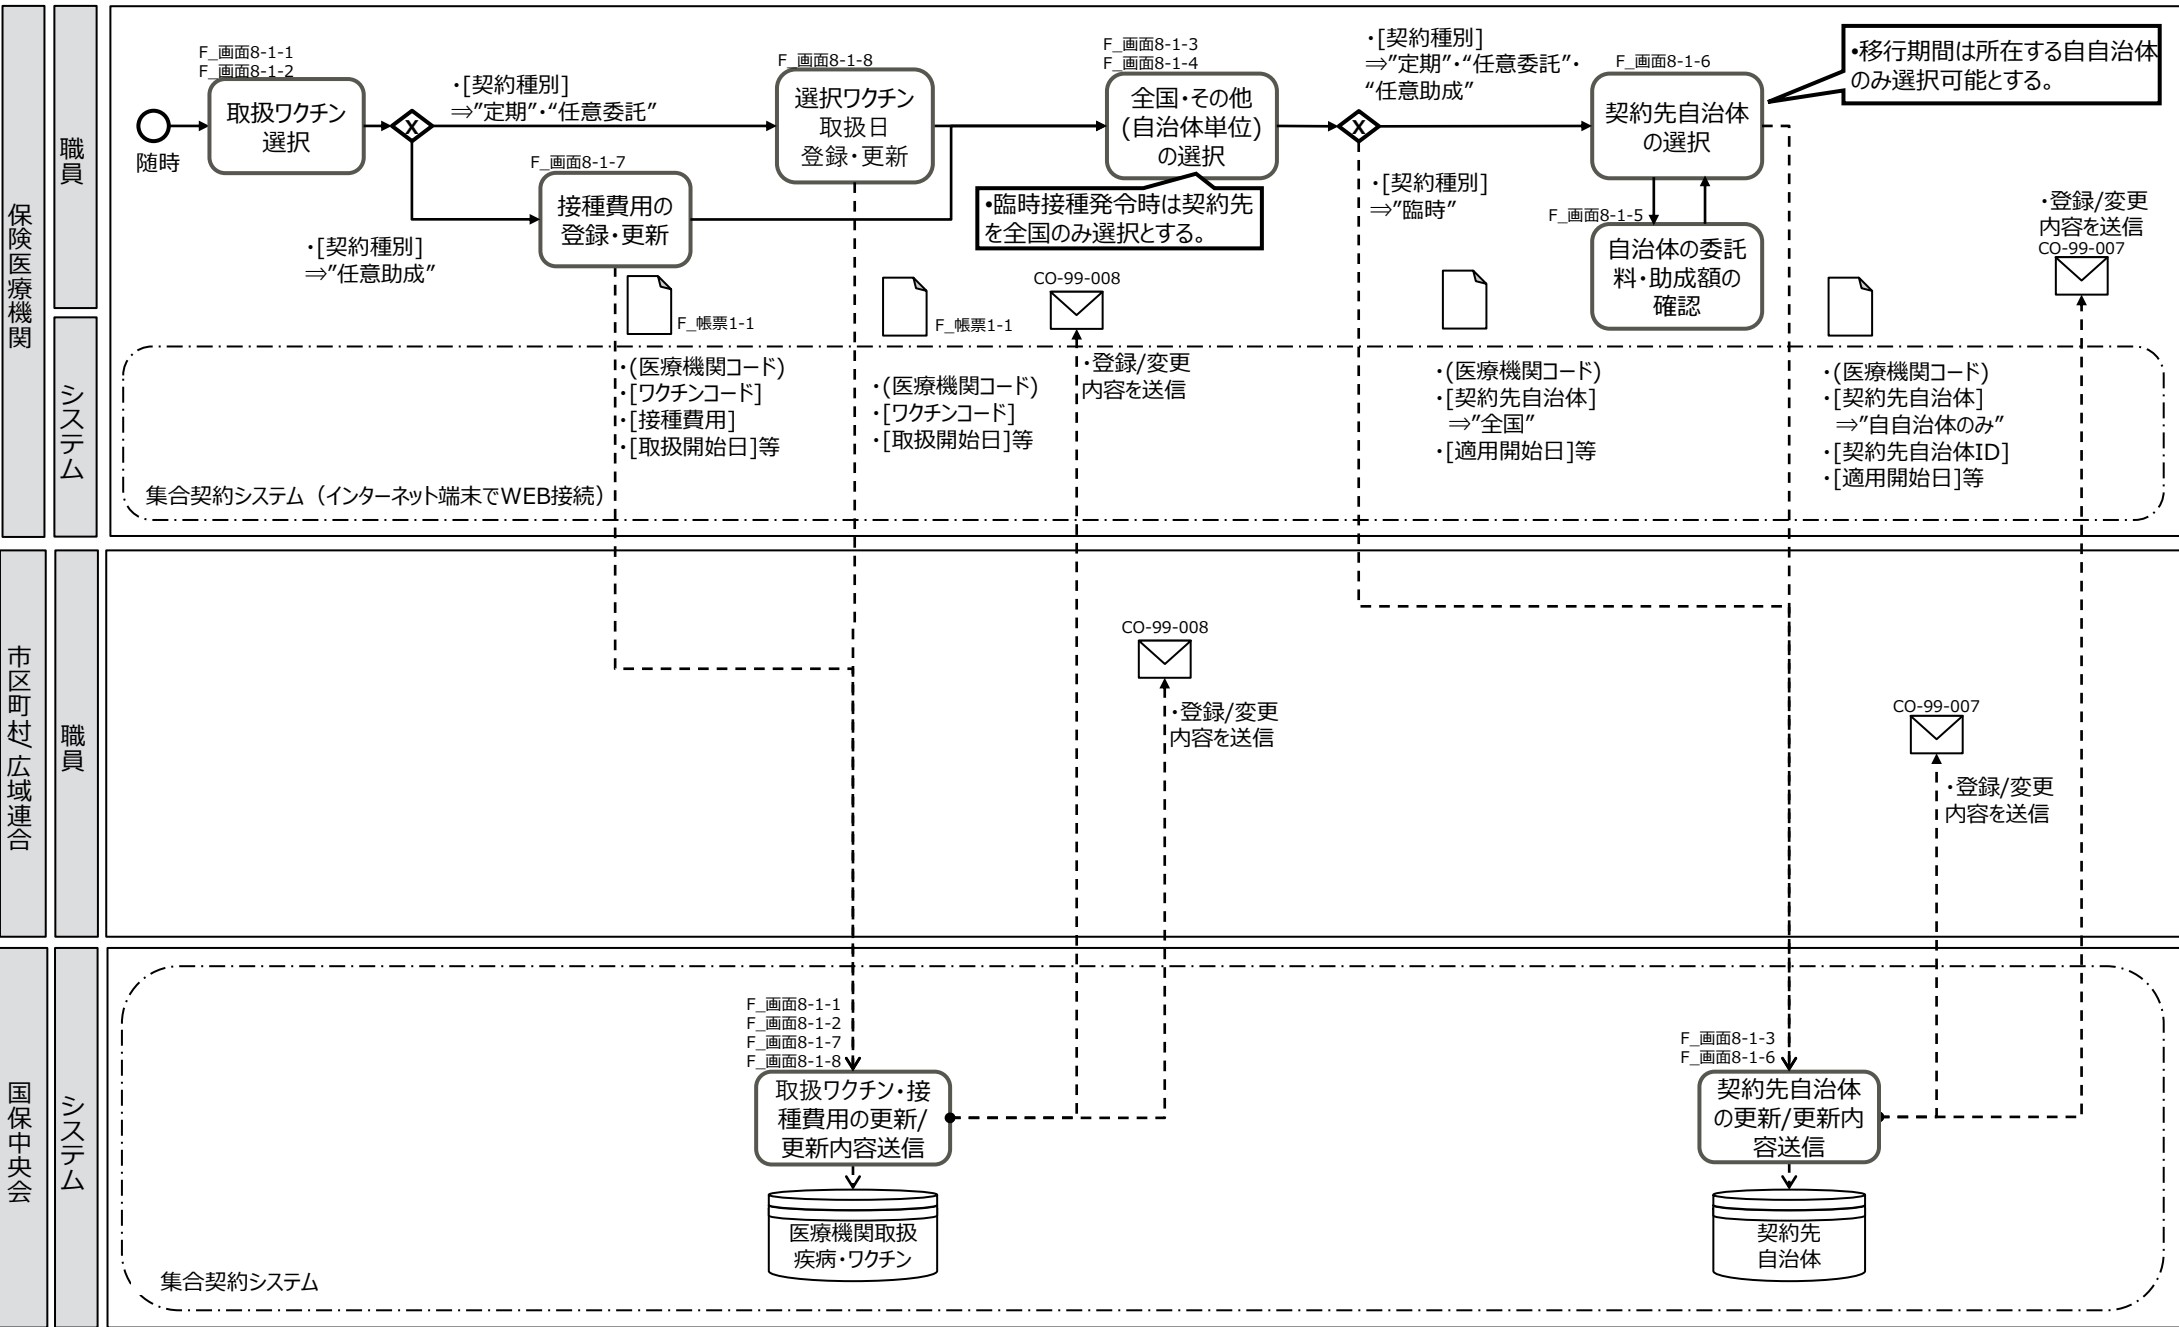 保険医療機関
職員
システム
F_画面8-1-1
F_画面8-1-2
取扱ワクチン
選択
随時
X
・[契約種別]
⇒”定期”・“任意委託”
・[契約種別]
⇒”任意助成”
F_画面8-1-7
接種費用の
登録・更新
F_画面8-1-8
選択ワクチン
取扱日
登録・更新
F_画面8-1-3
F_画面8-1-4
全国・その他
(自治体単位)
の選択
・臨時接種発令時は契約先
を全国のみ選択とする。
X
・[契約種別]
⇒”定期”・“任意委託”・
“任意助成”
・[契約種別]
⇒”臨時”
F_画面8-1-6
契約先自治体
の選択
・移行期間は所在する自自治体
のみ選択可能とする。
F_画面8-1-5
自治体の委託
料・助成額の
確認
・登録/変更
内容を送信
CO-99-007
F_帳票1-1
F_帳票1-1
CO-99-008
・登録/変更
内容を送信
・(医療機関コード)
・[ワクチンコード]
・[接種費用]
・[取扱開始日]等
・(医療機関コード)
・[ワクチンコード]
・[取扱開始日]等
・(医療機関コード)
・[契約先自治体]
⇒”全国”
・[適用開始日]等
・(医療機関コード)
・[契約先自治体]
⇒”自自治体のみ”
・[契約先自治体ID]
・[適用開始日]等
集合契約システム（インターネット端末でWEB接続）
市区町村/広域連合
職員
CO-99-008
・登録/変更
内容を送信
CO-99-007
・登録/変更
内容を送信
国保中央会
システム
F_画面8-1-1
F_画面8-1-2
F_画面8-1-7
F_画面8-1-8
取扱ワクチン・接
種費用の更新/
更新内容送信
医療機関取扱
疾病・ワクチン
F_画面8-1-3
F_画面8-1-6
契約先自治体
の更新/更新内
容送信
契約先
自治体
集合契約システム